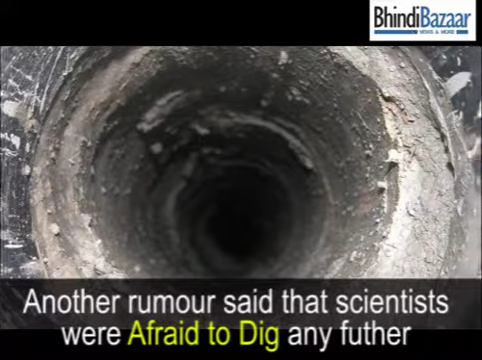 BhindiBazaar
NEWS & MORE
Another rumour said that scientists
were Afraid to Dig any futher